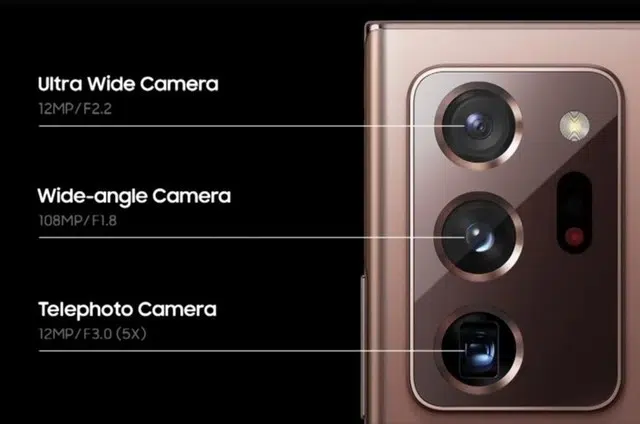 Ultra Wide Camera
12MP/F2.2
Wide-angle Camera
108MP/F1.8
Telephoto Camera
12MP/F3.0 (5X)